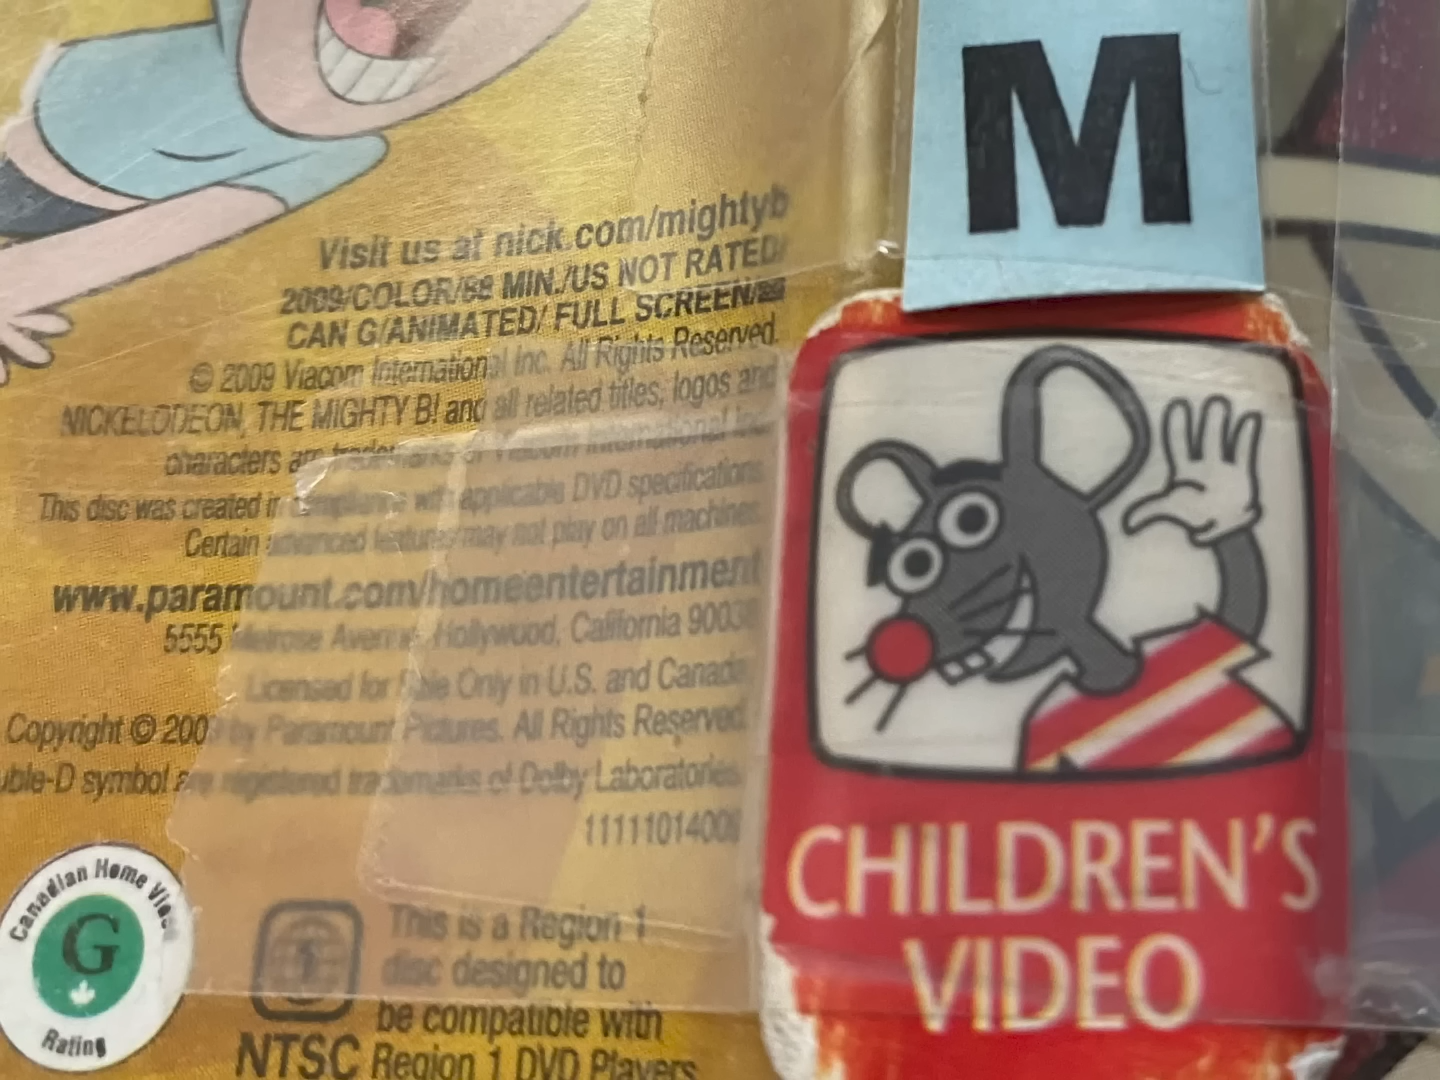 M
Visit us at nick.com/mightyb
2009/COLOR/88 MIN./US NOT RATED/
CAN G/ANIMATED/ FULL SCREEN/
© 2009 Viacom International Inc. All Rights Reserved.
NICKELODEON, THE MIGHTY B! and all related titles, logos and
characters are trademarks of Viacom International Inc.
This disc was created in compliance with applicable DVD specifications.
Certain advanced features may not play on all machines.
www.paramount.com/homeentertainment
5555 Melrose Avenue, Hollywood, California 90038
Licensed for Sale Only in U.S. and Canada
Copyright © 2009 by Paramount Pictures. All Rights Reserved.
uble-D symbol are registered trademarks of Dolby Laboratories.
Canadian Home Video
G
Rating
1
NTSC
This is a Region 1
disc designed to
be compatible with
Region 1 DVD Players
CHILDREN'S
VIDEO